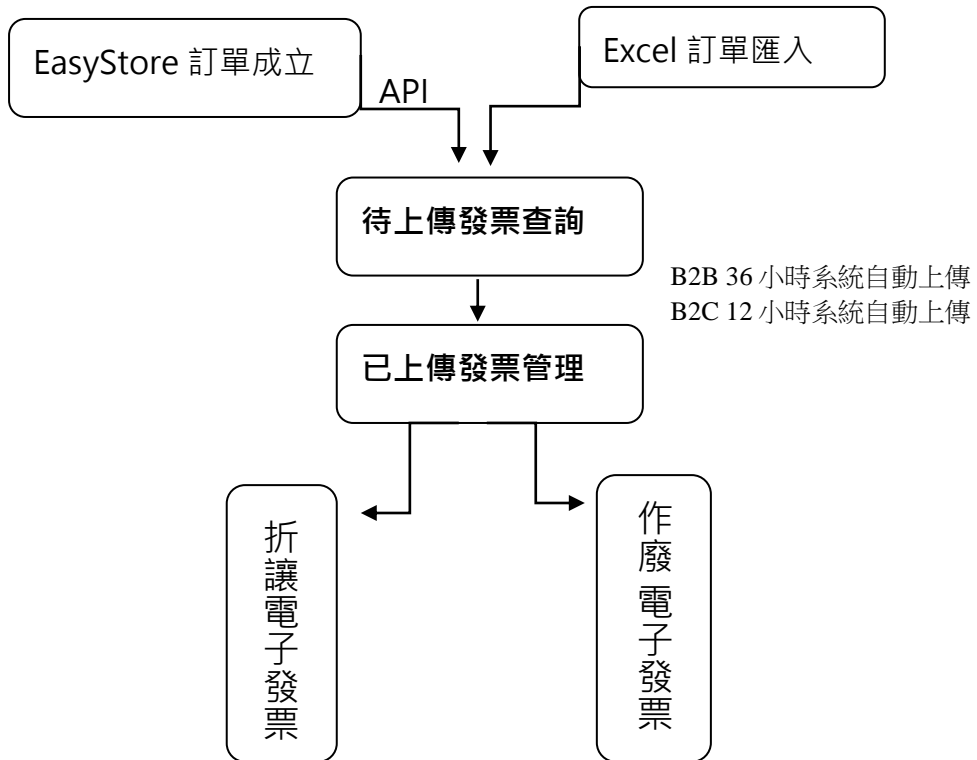 EasyStore 訂單成立
Excel 訂單匯入
API
待上傳發票查詢
B2B 36 小時系統自動上傳
B2C 12 小時系統自動上傳
已上傳發票管理
折讓電子發票
作廢電子發票